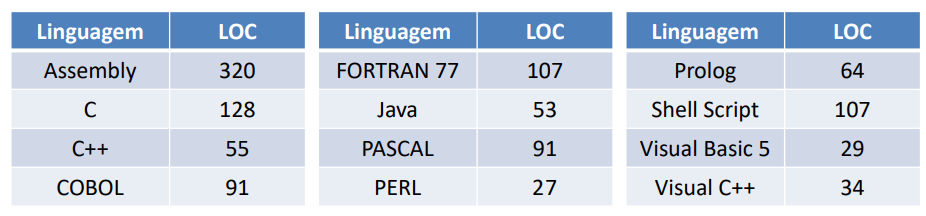 Linguagem LOC
Assembly 320
C 128
C++ 55
COBOL 91
Linguagem LOC
FORTRAN 77 107
Java 53
PASCAL 91
PERL 27
Linguagem LOC
Prolog 64
Shell Script 107
Visual Basic 5 29
Visual C++ 34